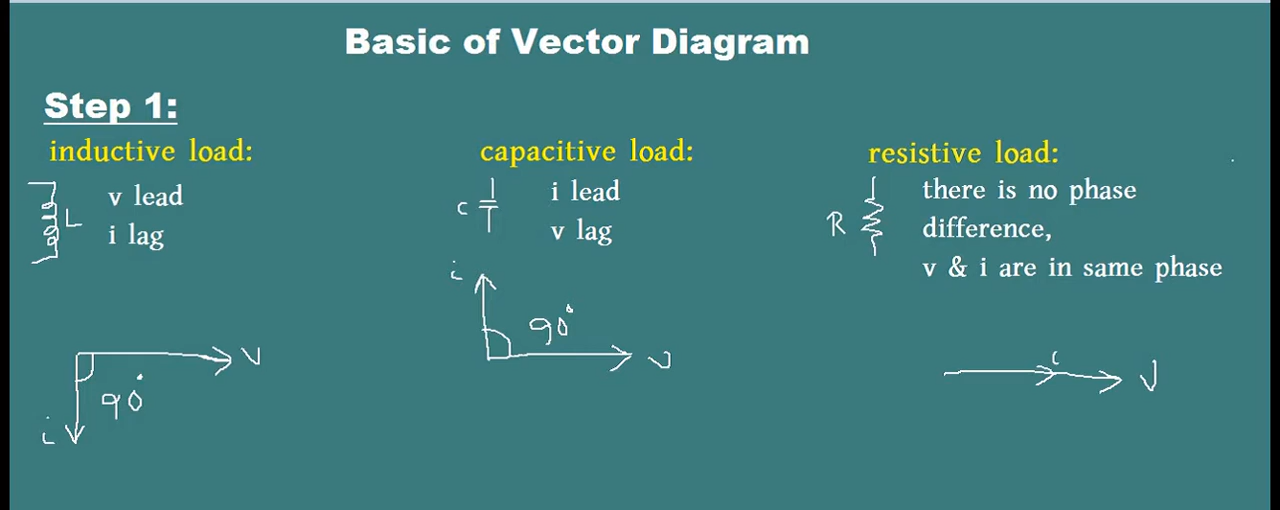 Basic of Vector Diagram
Step 1:
inductive load:
L
v lead
i lag
v
90°
i
capacitive load:
C
i lead
v lag
i
90°
v
resistive load:
R
there is no phase
difference,
v & i are in same phase
i
v